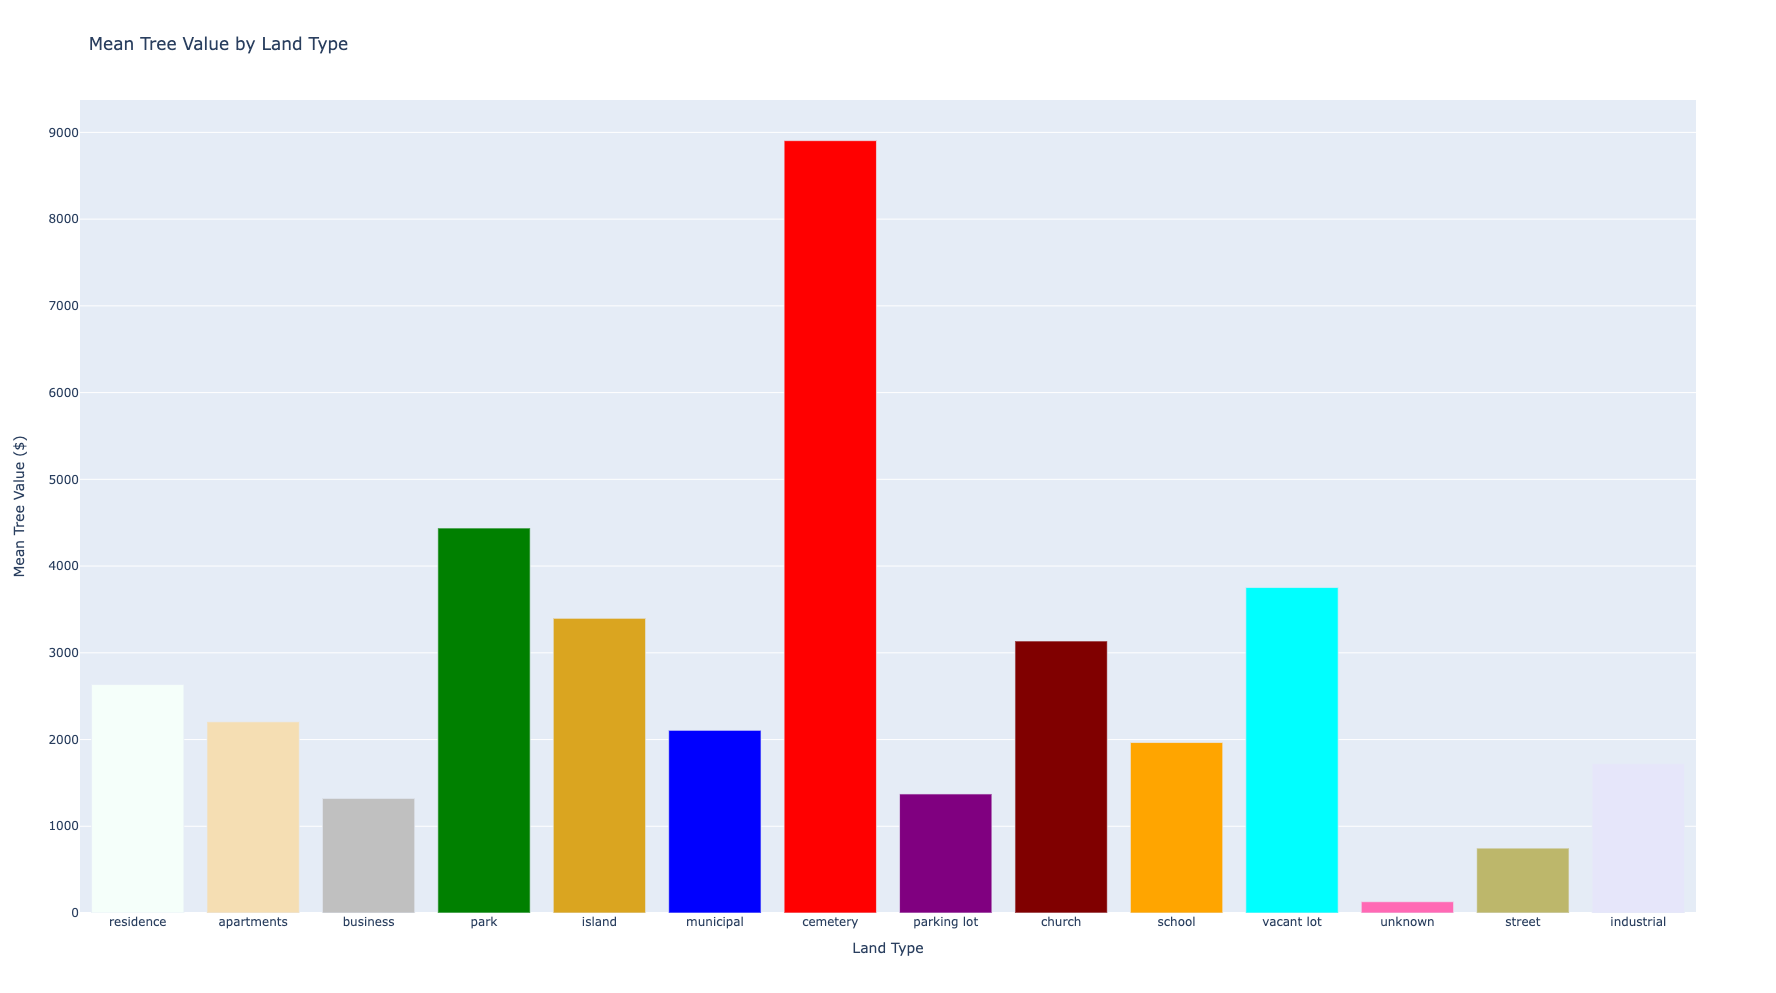 Mean Tree Value by Land Type
Mean Tree Value ($)
9000
8000
7000
6000
5000
4000
3000
2000
1000
0
residence apartments business park island municipal cemetery parking lot church school vacant lot unknown street industrial
Land Type